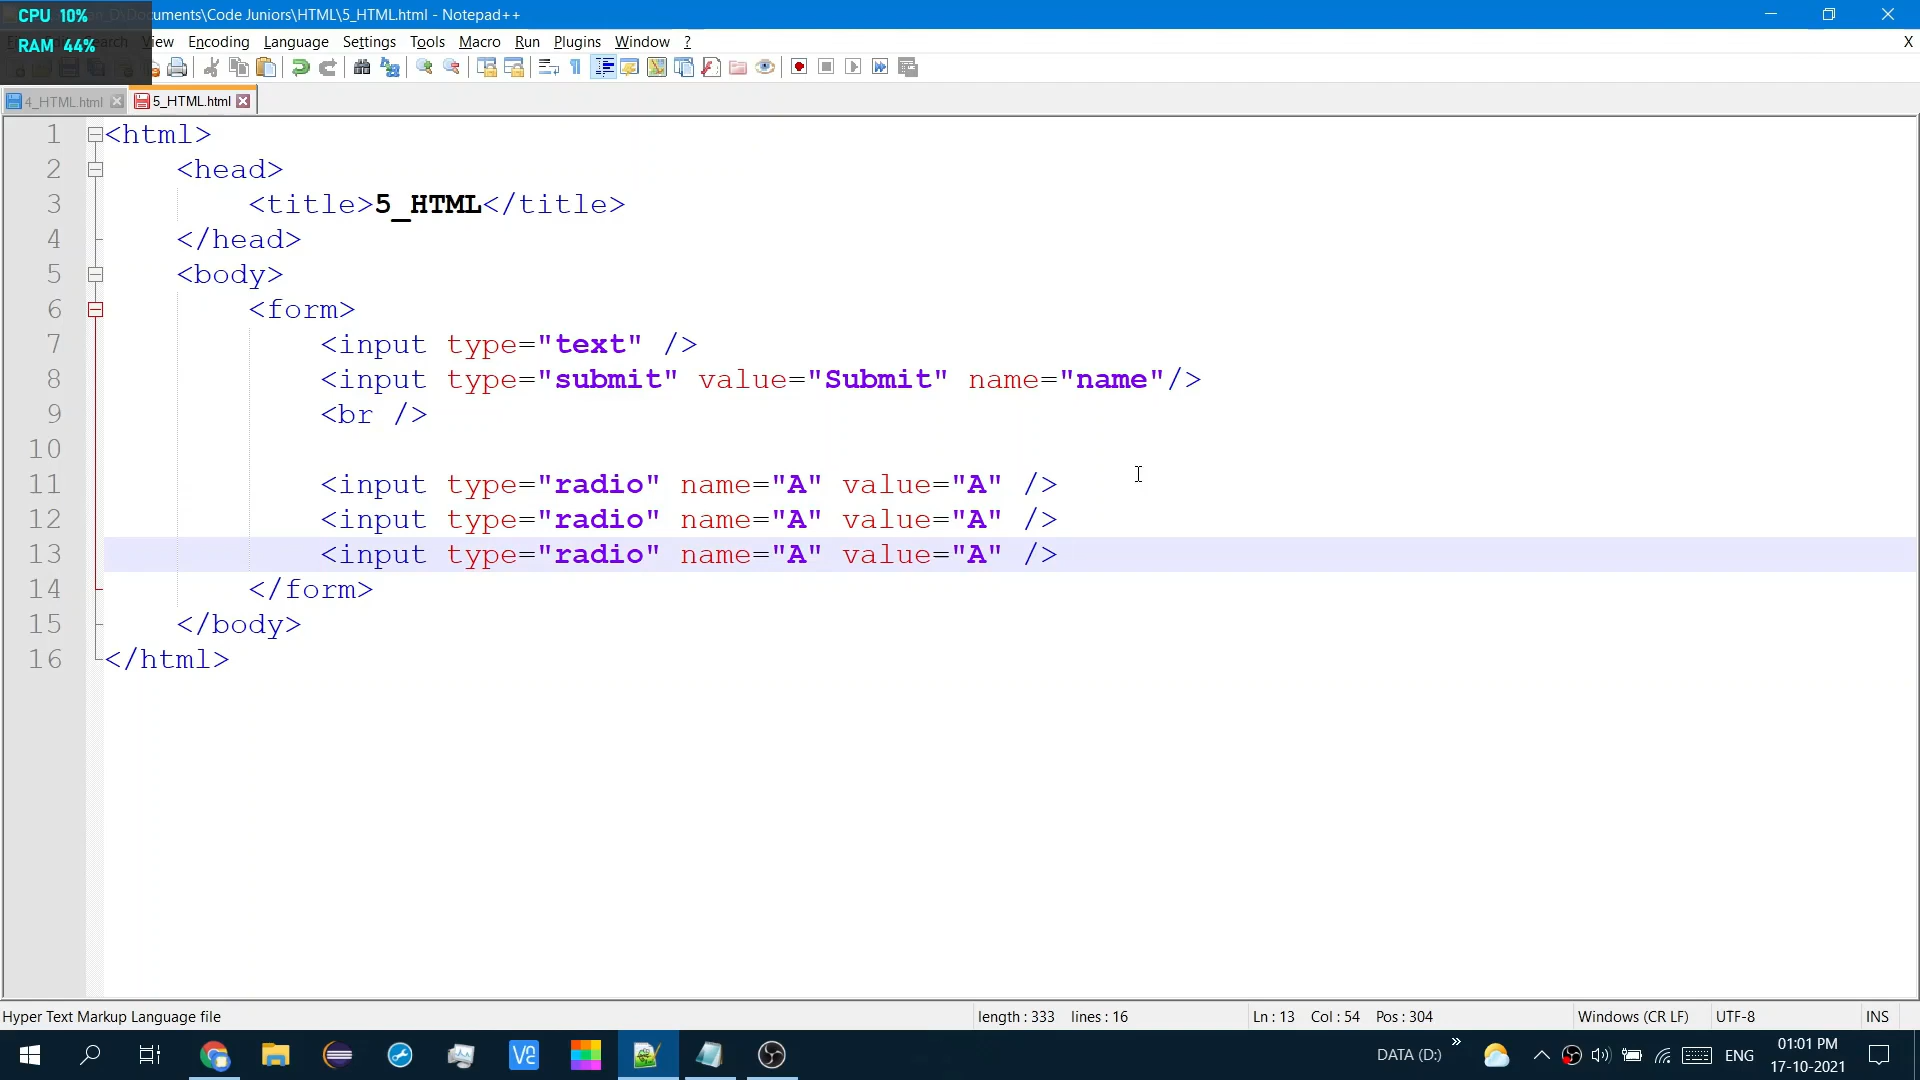 CPU 10%
RAM 44%
ocuments\Code Juniors\HTML\5_HTML.html - Notepad++
View Encoding Language Settings Tools Macro Run Plugins Window ? X
4_HTML.html 5_HTML.html
1 <html>
2 <head>
3 <title>5_HTML</title>
4 </head>
5 <body>
6 <form>
7 <input type="text" />
8 <input type="submit" value="Submit" name="name"/>
9 <br />
10
11 <input type="radio" name="A" value="A" />
12 <input type="radio" name="A" value="A" />
13 <input type="radio" name="A" value="A" />
14 </form>
15 </body>
16 </html>
Hyper Text Markup Language file length : 333 lines : 16 Ln : 13 Col : 54 Pos : 304 Windows (CR LF) UTF-8 INS
DATA (D:) » ENG 01:01 PM
17-10-2021